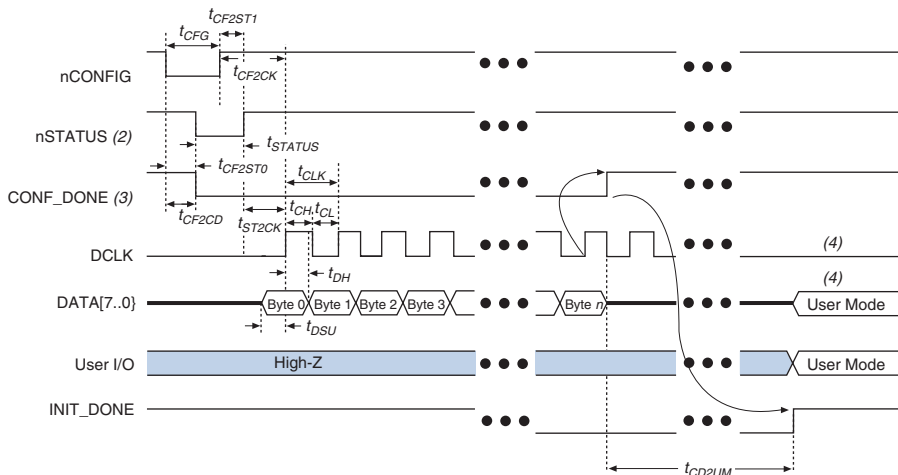 tCF2ST1
tCFG
tCF2CK
nCONFIG
nSTATUS (2)
tSTATUS
tCF2ST0
tCLK
CONF_DONE (3)
tCF2CD
tST2CK
tCH tCL
DCLK
(4)
tDH
(4)
DATA[7..0}
Byte 0 Byte 1 Byte 2 Byte 3 Byte n User Mode
tDSU
User I/O High-Z User Mode
INIT_DONE
tCD2UM